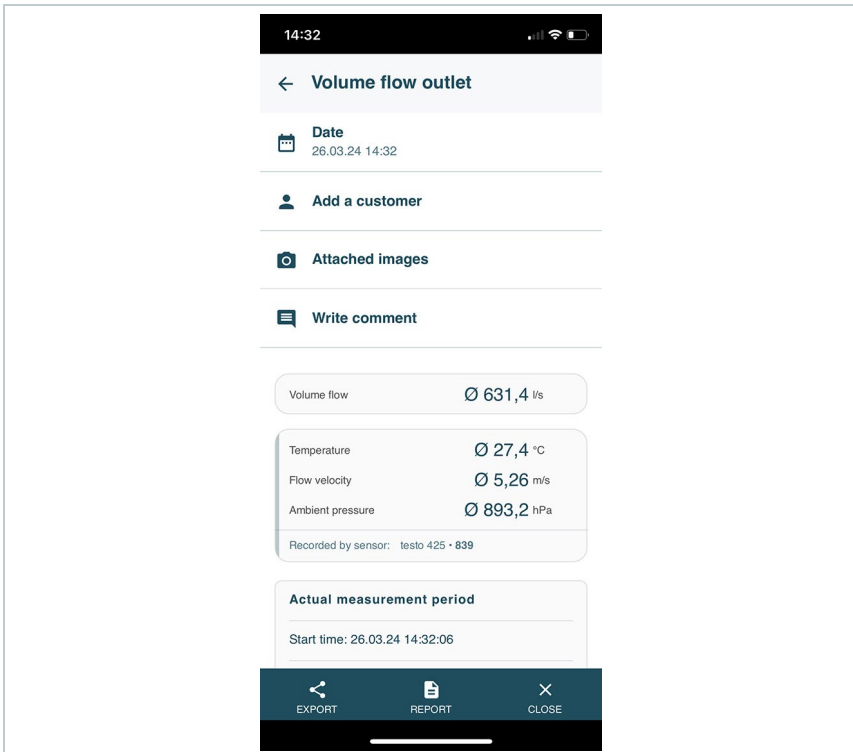 14:32
Volume flow outlet
Date
26.03.24 14:32
Add a customer
Attached images
Write comment
Volume flow Ø 631,4 l/s
Temperature Ø 27,4 °C
Flow velocity Ø 5,26 m/s
Ambient pressure Ø 893,2 hPa
Recorded by sensor: testo 425 • 839
Actual measurement period
Start time: 26.03.24 14:32:06
EXPORT REPORT CLOSE